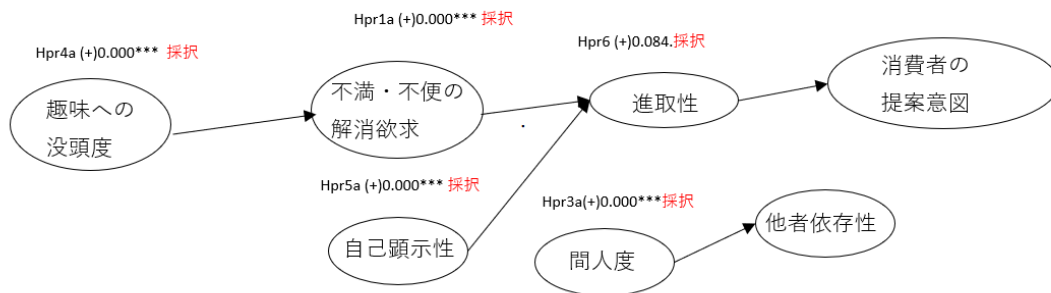 Hpr1a (+)0.000*** 採択
Hpr4a (+)0.000*** 採択
Hpr6 (+)0.084.採択
趣味への
没頭度
不満・不便の
解消欲求
進取性
消費者の
提案意図
Hpr5a (+)0.000*** 採択
Hpr3a(+)0.000***採択
自己顕示性
間人度
他者依存性